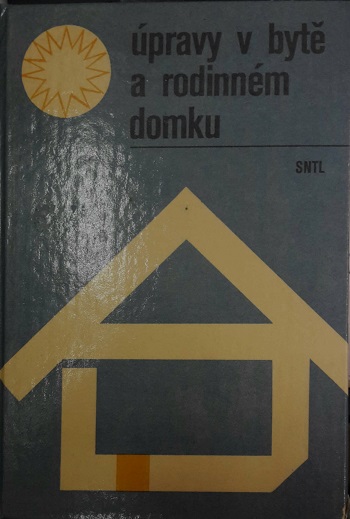 úpravy v bytě
a rodinném
domku
SNTL